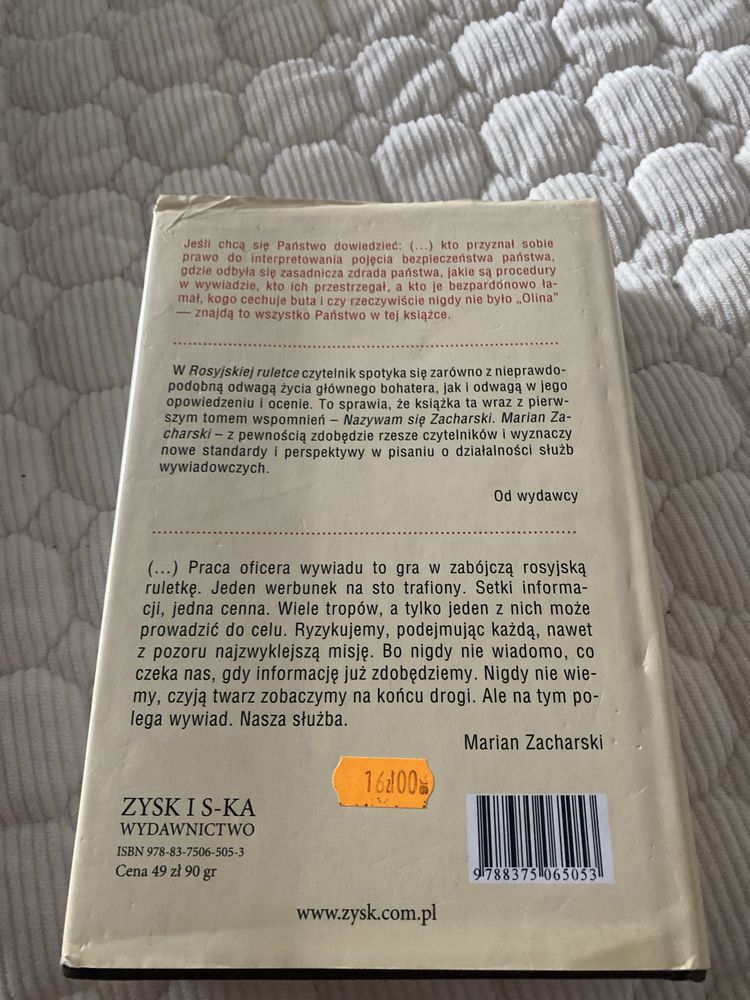 Jeśli chcą się Państwo dowiedzieć: (...) kto przyznał sobie
prawo do interpretowania pojęcia bezpieczeństwa państwa,
gdzie odbyła się zasadnicza zdrada państwa, jakie są procedury
w wywiadzie, kto ich przestrzegał, a kto je bezpardonowo ła-
mał, kogo cechuje buta i czy rzeczywiście nigdy nie było „Olina”
— znajdą to wszystko Państwo w tej książce.
W Rosyjskiej ruletce czytelnik spotyka się zarówno z nieprawdo-
podobną odwagą życia głównego bohatera, jak i odwagą w jego
opowiedzeniu i ocenie. To sprawia, że książka ta wraz z pierw-
szym tomem wspomnień – Nazywam się Zacharski. Marian Za-
charski – z pewnością zdobędzie rzesze czytelników i wyznaczy
nowe standardy i perspektywy w pisaniu o działalności służb
wywiadowczych.
Od wydawcy
(...) Praca oficera wywiadu to gra w zabójczą rosyjską
ruletkę. Jeden werbunek na sto trafiony. Setki informa-
cji, jedna cenna. Wiele tropów, a tylko jeden z nich może
prowadzić do celu. Ryzykujemy, podejmując każdą, nawet
z pozoru najzwyklejszą misję. Bo nigdy nie wiadomo, co
czeka nas, gdy informację już zdobędziemy. Nigdy nie wie-
my, czyją twarz zobaczymy na końcu drogi. Ale na tym po-
lega wywiad. Nasza służba.
Marian Zacharski
16zł00
ZYSK I S-KA
WYDAWNICTWO
ISBN 978-83-7506-505-3
Cena 49 zł 90 gr
9788375065053
www.zysk.com.pl